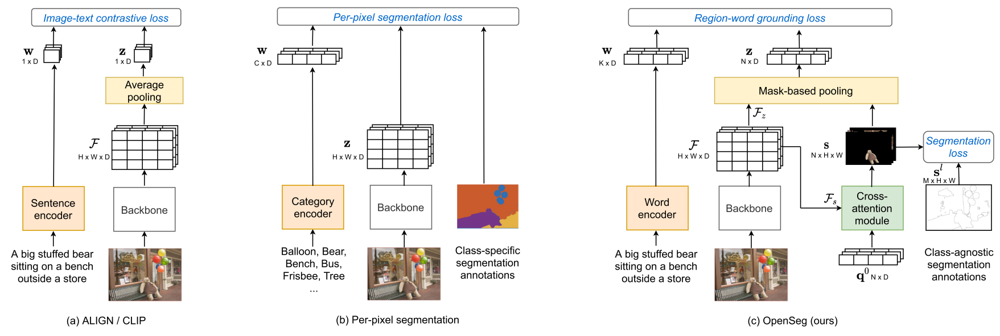 Image-text contrastive loss
w
1 x D
z
1 x D
Average
pooling
F
H x W x D
Sentence
encoder
Backbone
A big stuffed bear
sitting on a bench
outside a store
(a) ALIGN / CLIP
Per-pixel segmentation loss
w
C x D
z
H x W x D
Category
encoder
Backbone
Balloon, Bear,
Bench, Bus,
Frisbee, Tree
...
Class-specific
segmentation
annotations
(b) Per-pixel segmentation
Region-word grounding loss
w
K x D
z
N x D
Mask-based pooling
F_z
F
H x W x D
s
N x H x W
Segmentation
loss
s^l
M x H x W
Word
encoder
Backbone
F_s
Cross-
attention
module
A big stuffed bear
sitting on a bench
outside a store
q^0 N x D
Class-agnostic
segmentation
annotations
(c) OpenSeg (ours)